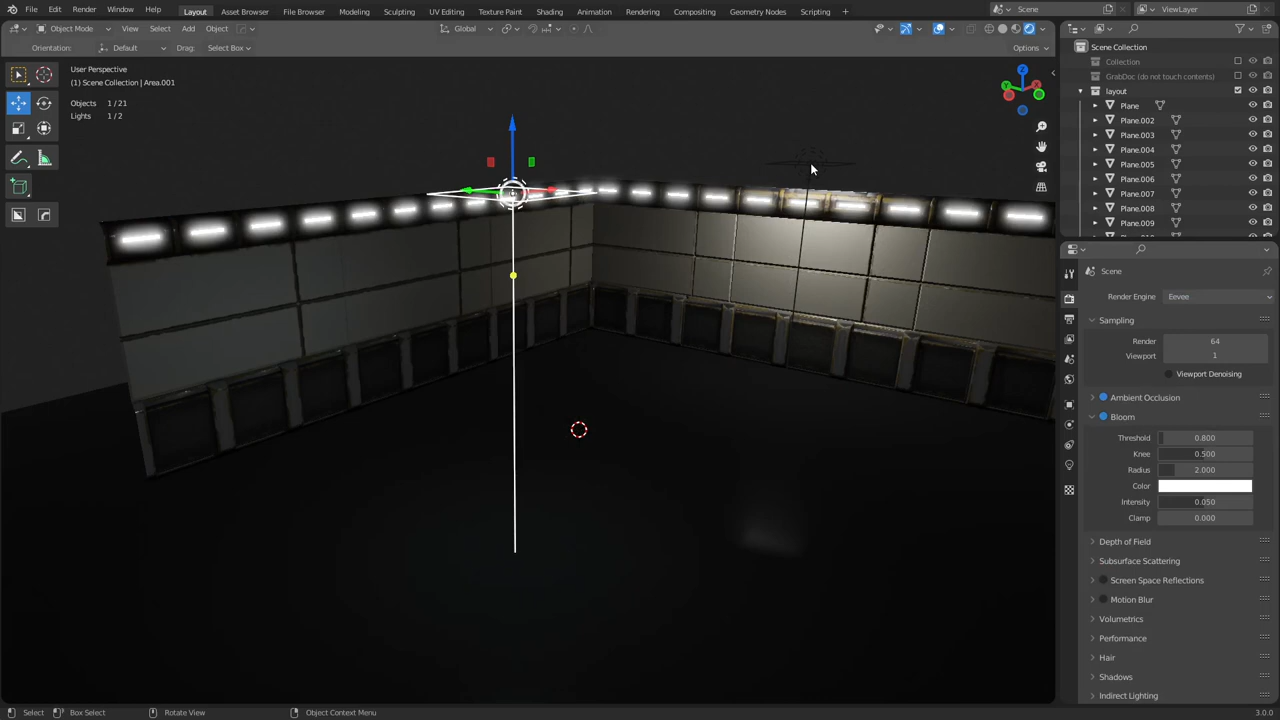 File Edit Render Window Help Layout Asset Browser File Browser Modeling Sculpting UV Editing Texture Paint Shading Animation Rendering Compositing Geometry Nodes Scripting + Scene ViewLayer
Object Mode View Select Add Object Global
Orientation: Default Drag: Select Box Options
User Perspective
(1) Scene Collection | Area.001
Objects 1 / 21
Lights 1 / 2
Z
Y
X
Scene Collection
Collection
GrabDoc (do not touch contents)
layout
Plane
Plane.002
Plane.003
Plane.004
Plane.005
Plane.006
Plane.007
Plane.008
Plane.009
Scene
Render Engine Eevee
Sampling
Render 64
Viewport 1
Viewport Denoising
Ambient Occlusion
Bloom
Threshold 0.800
Knee 0.500
Radius 2.000
Color
Intensity 0.050
Clamp 0.000
Depth of Field
Subsurface Scattering
Screen Space Reflections
Motion Blur
Volumetrics
Performance
Hair
Shadows
Indirect Lighting
Select Box Select Rotate View Object Context Menu 3.0.0